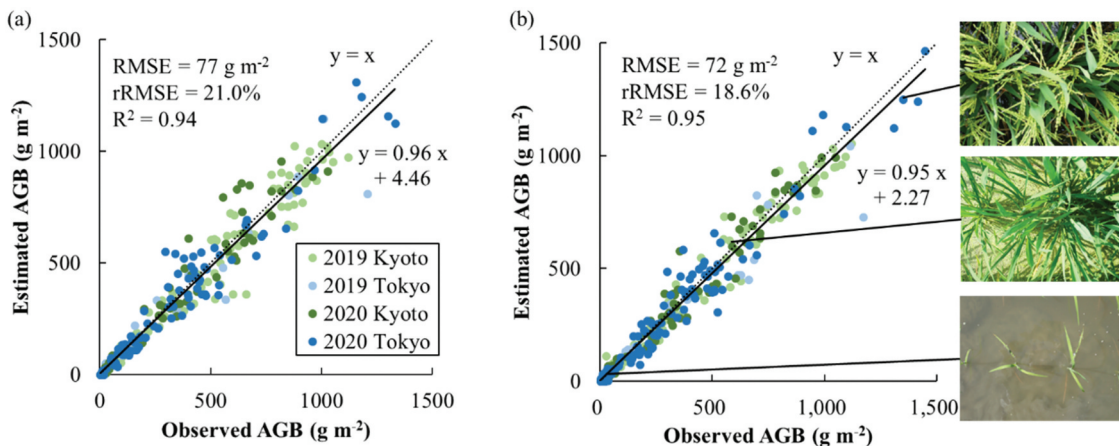 (a)
1500
1000
500
0
0
500
1000
1500
Estimated AGB (g m-2)
Observed AGB (g m-2)
RMSE = 77 g m-2
rRMSE = 21.0%
R2 = 0.94
y = x
y = 0.96 x
+ 4.46
2019 Kyoto
2019 Tokyo
2020 Kyoto
2020 Tokyo
(b)
1500
1000
500
0
0
500
1,000
1,500
Estimated AGB (g m-2)
Observed AGB (g m-2)
RMSE = 72 g m-2
rRMSE = 18.6%
R2 = 0.95
y = x
y = 0.95 x
+ 2.27